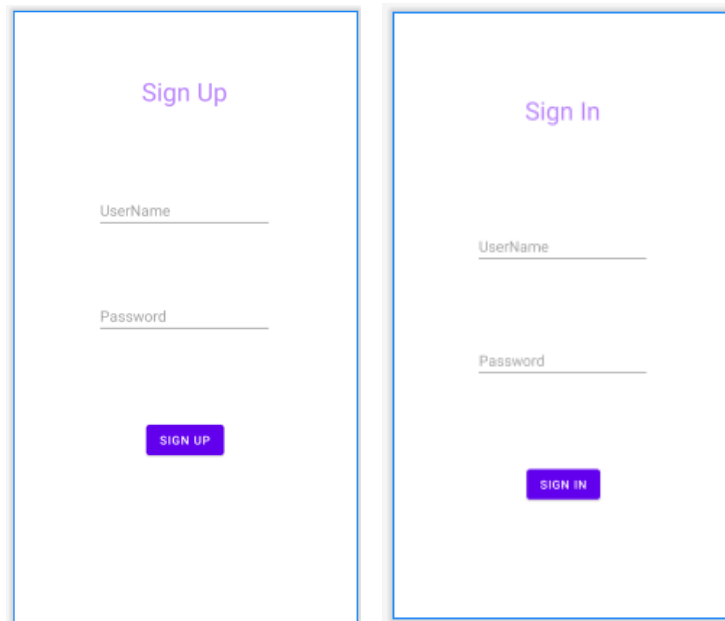 Sign Up
UserName
Password
SIGN UP
Sign In
UserName
Password
SIGN IN